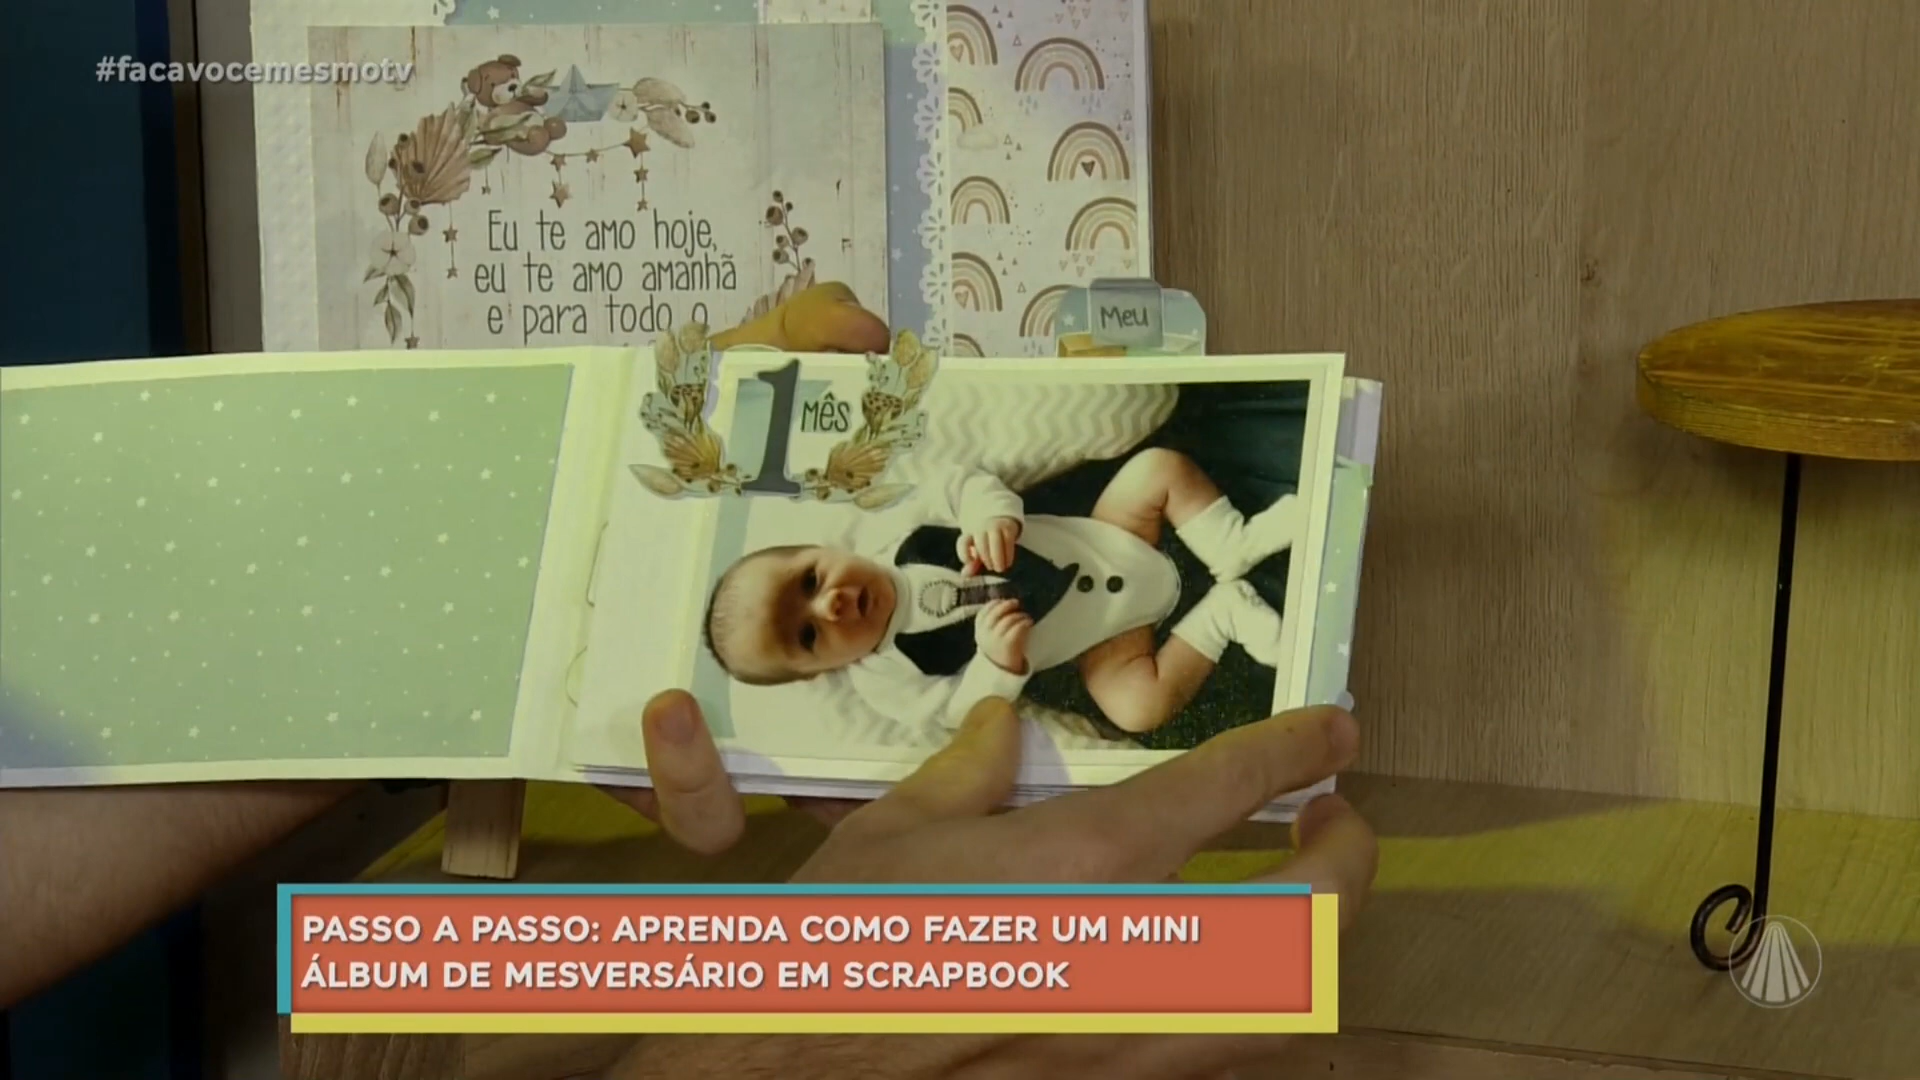 #facavocemesmotv
Eu te amo hoje,
eu te amo amanhã
e para todo o
Meu
1
mês
PASSO A PASSO: APRENDA COMO FAZER UM MINI
ÁLBUM DE MESVERSÁRIO EM SCRAPBOOK